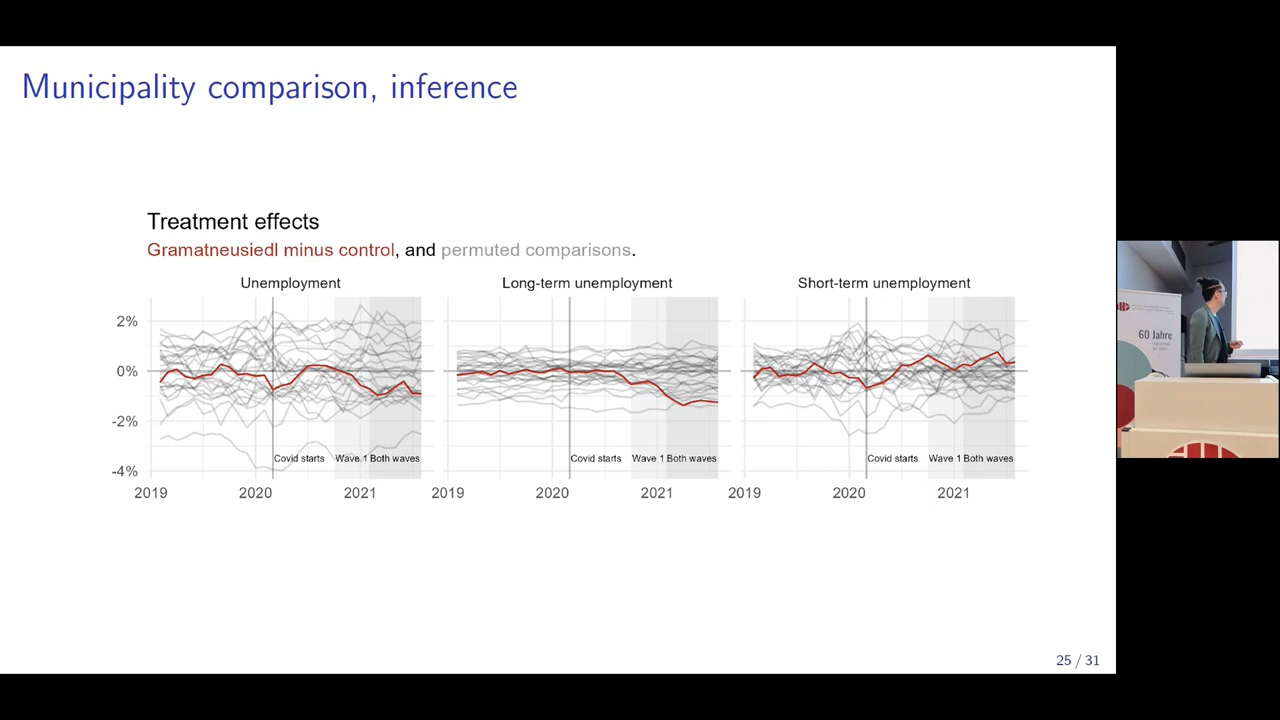 Municipality comparison, inference
Treatment effects
Gramatneusiedl minus control, and permuted comparisons.
Unemployment
Long-term unemployment
Short-term unemployment
2%
0%
-2%
-4%
Covid starts
Wave 1
Both waves
Covid starts
Wave 1
Both waves
Covid starts
Wave 1
Both waves
2019
2020
2021
2019
2020
2021
2019
2020
2021
25 / 31
60 Jahre